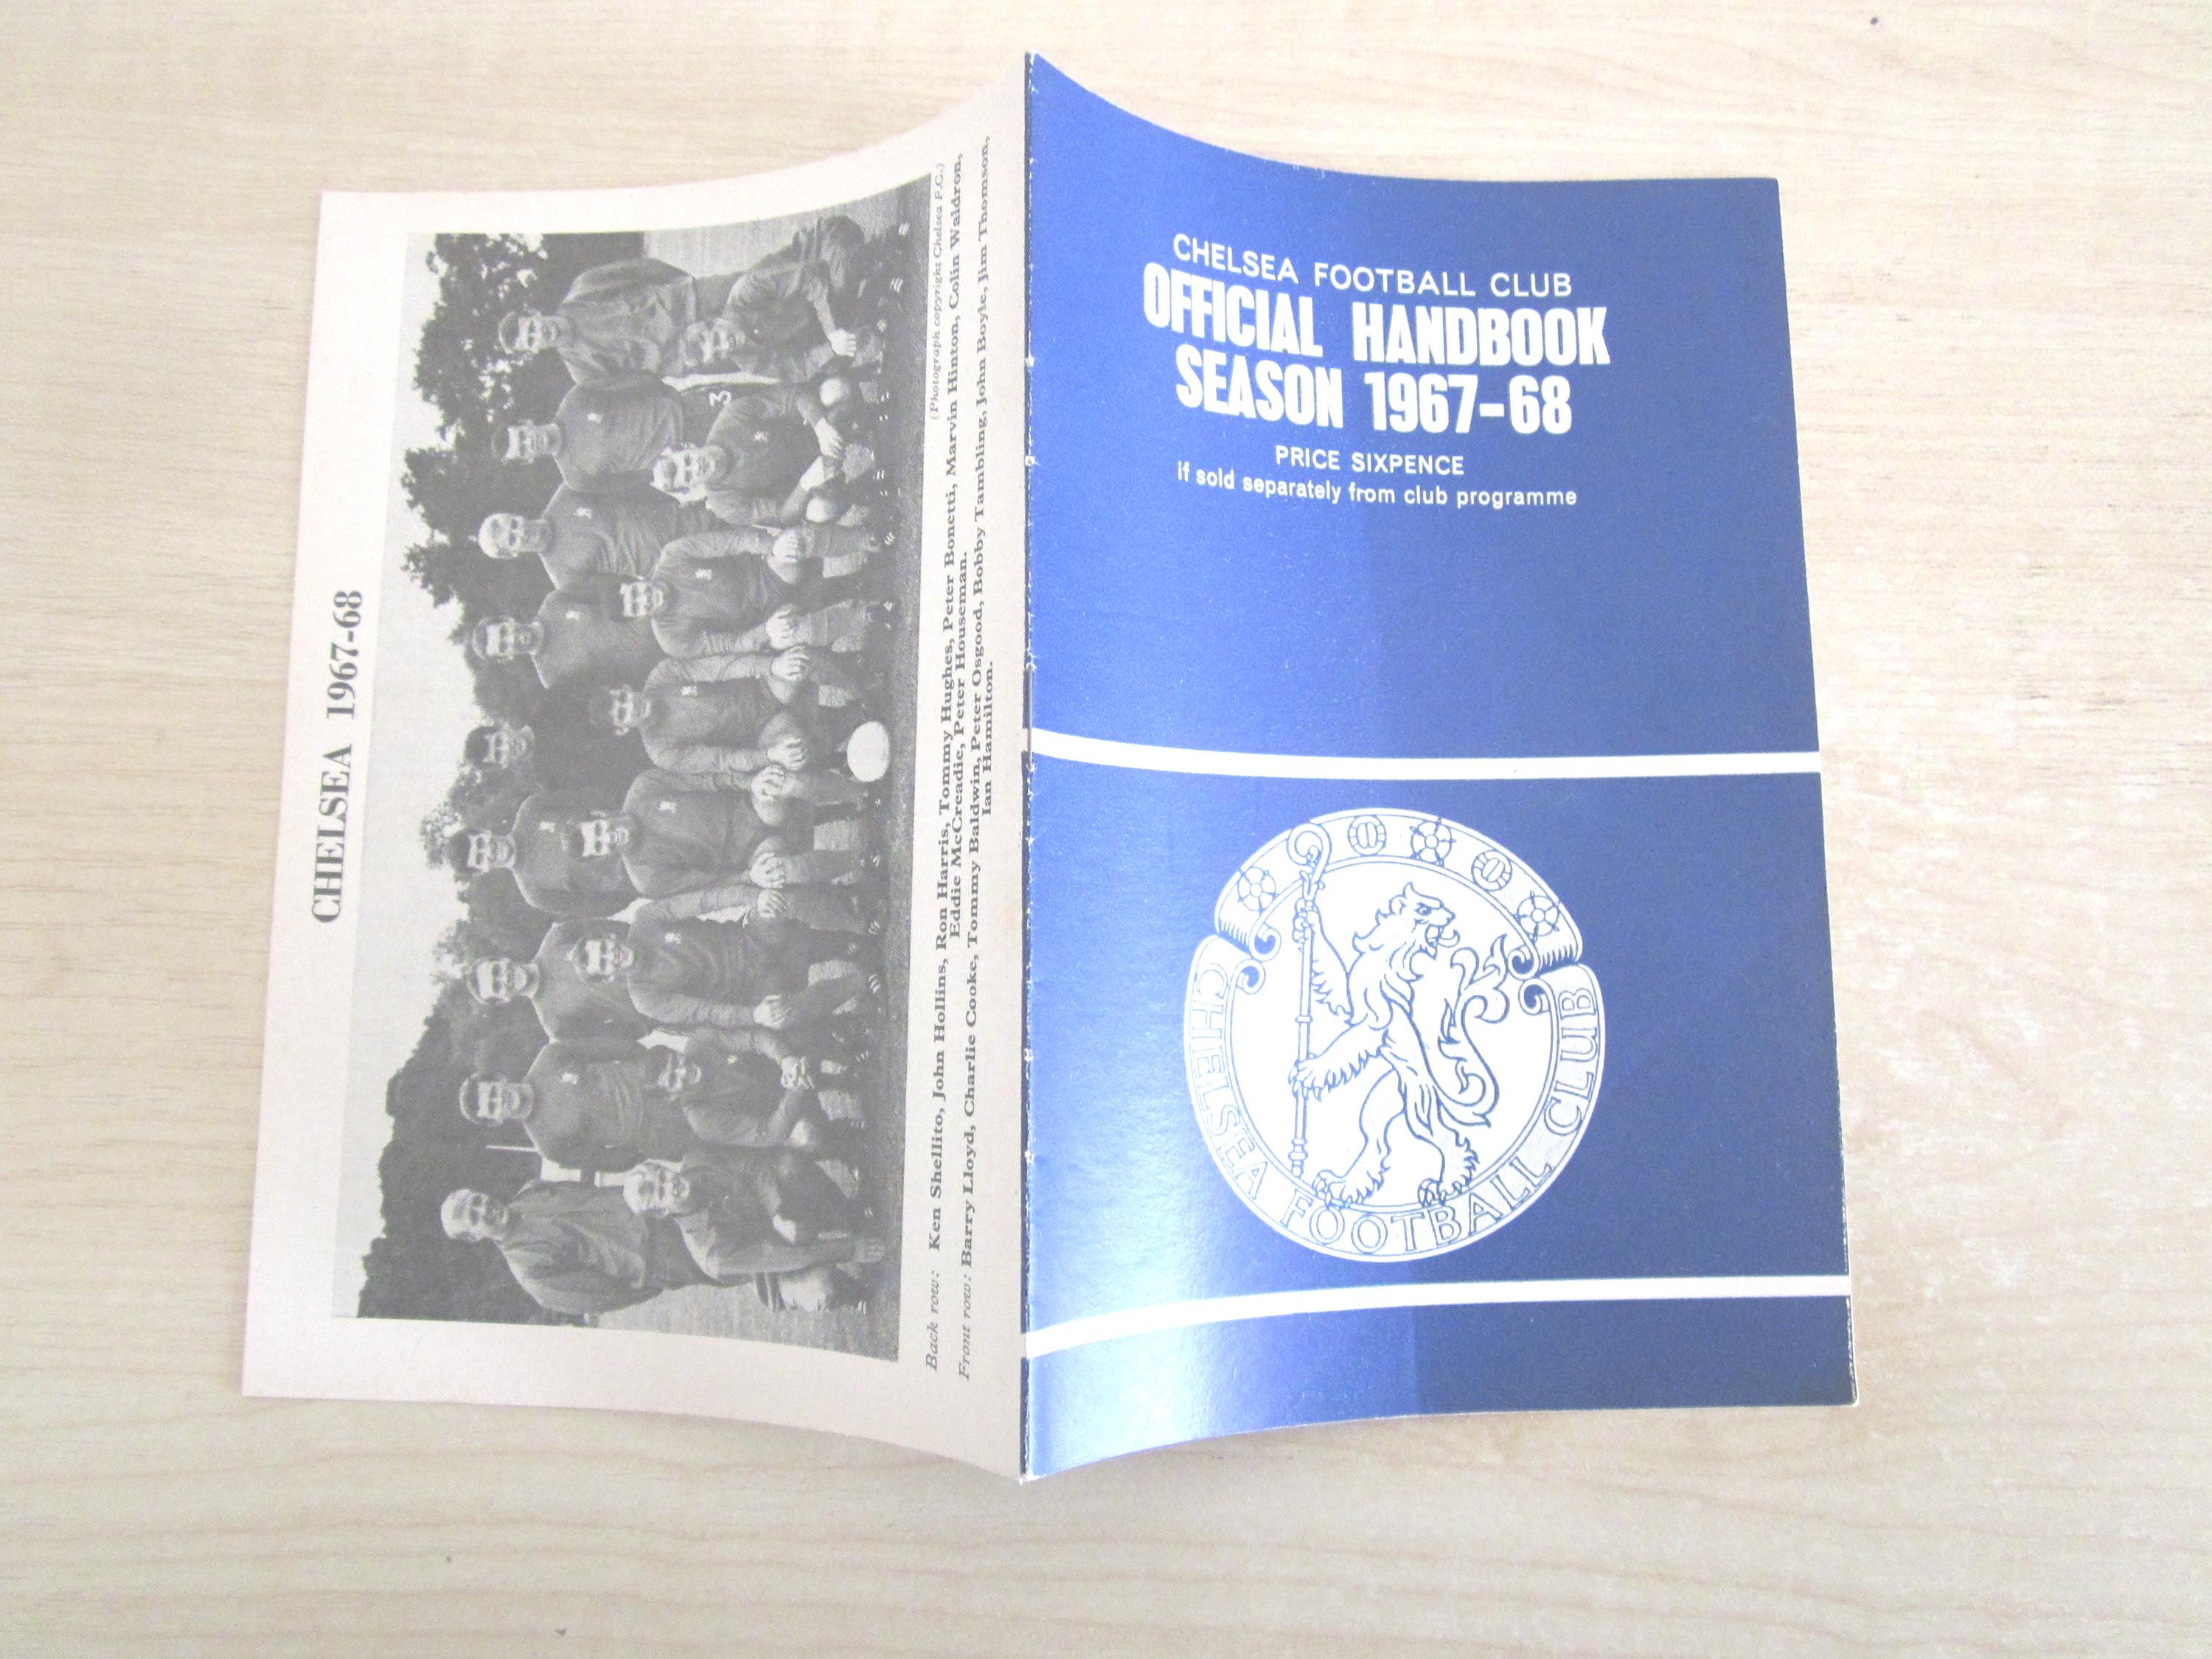 CHELSEA 1967-68
3
(Photograph copyright Chelsea F.C.)
Back row: Ken Shellito, John Hollins, Ron Harris, Tommy Hughes, Peter Bonetti, Marvin Hinton, Colin Waldron,
Eddie McCreadie, Peter Houseman.
Front row: Barry Lloyd, Charlie Cooke, Tommy Baldwin, Peter Osgood, Bobby Tambling, John Boyle, Jim Thomson,
Ian Hamilton.
CHELSEA FOOTBALL CLUB
OFFICIAL HANDBOOK
SEASON 1967-68
PRICE SIXPENCE
if sold separately from club programme
CHELSEA FOOTBALL CLUB